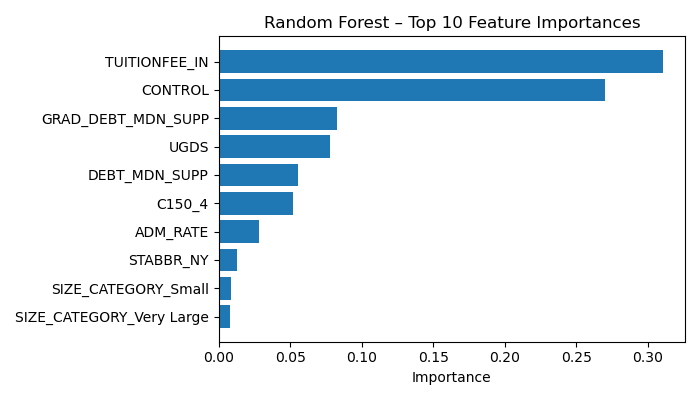 Random Forest – Top 10 Feature Importances
TUITIONFEE_IN
CONTROL
GRAD_DEBT_MDN_SUPP
UGDS
DEBT_MDN_SUPP
C150_4
ADM_RATE
STABBR_NY
SIZE_CATEGORY_Small
SIZE_CATEGORY_Very Large
0.00 0.05 0.10 0.15 0.20 0.25 0.30
Importance